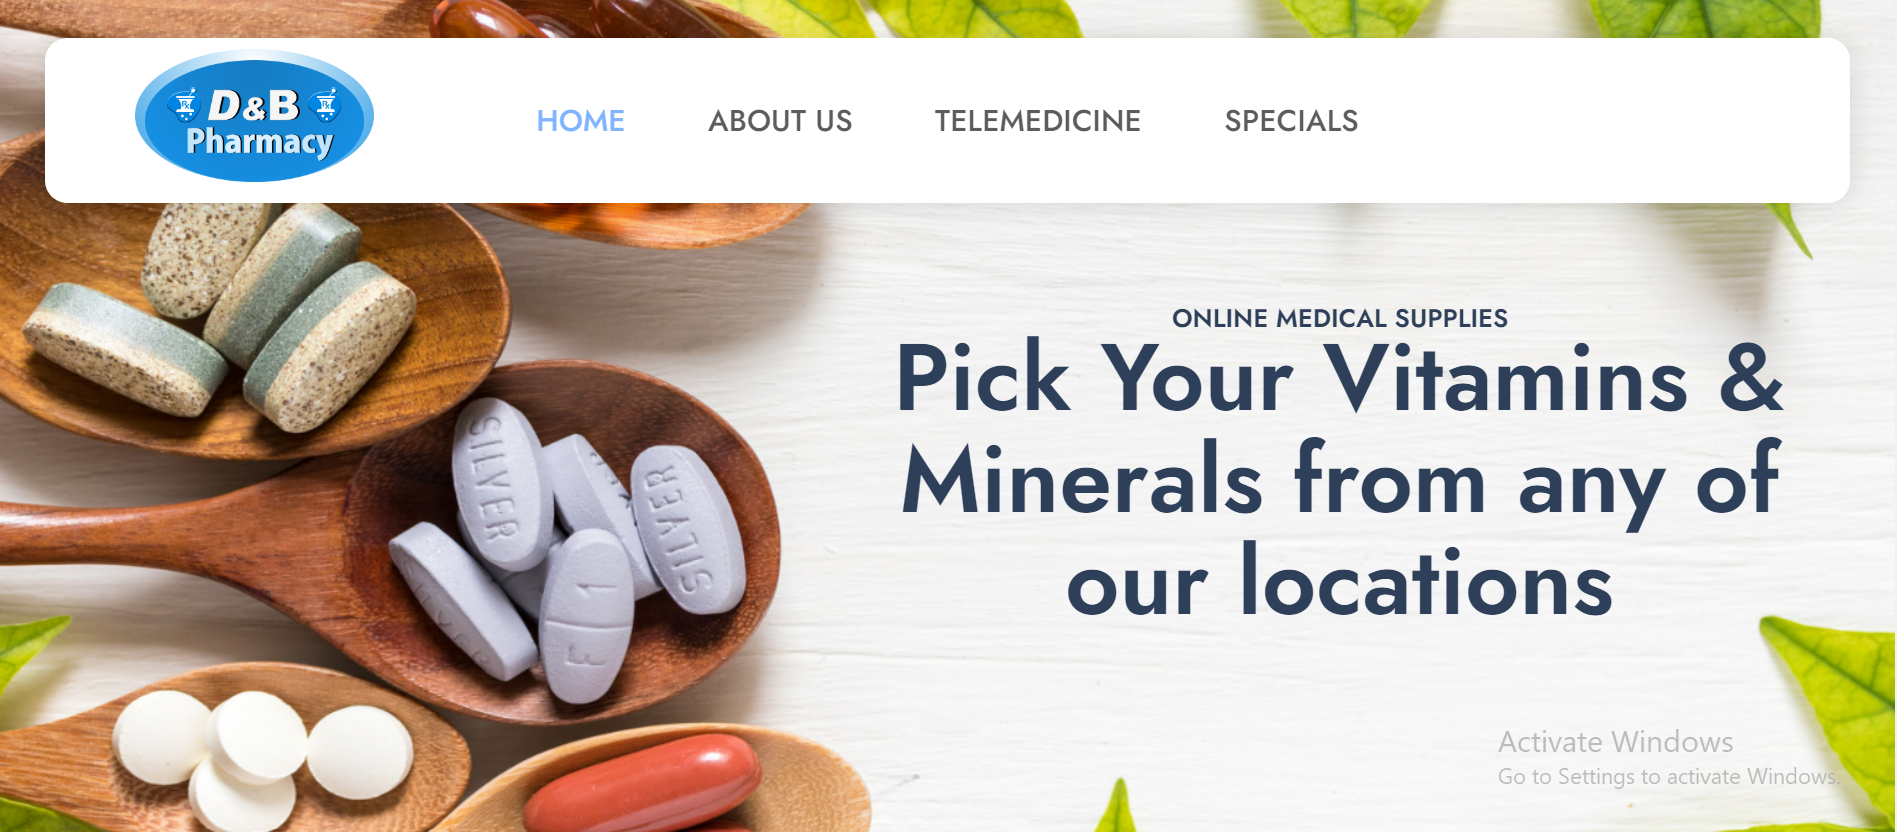 D&B
Pharmacy
HOME
ABOUT US
TELEMEDICINE
SPECIALS
ONLINE MEDICAL SUPPLIES
Pick Your Vitamins &
Minerals from any of
our locations
SILVER
SILVER
F | 1
Activate Windows
Go to Settings to activate Windows.